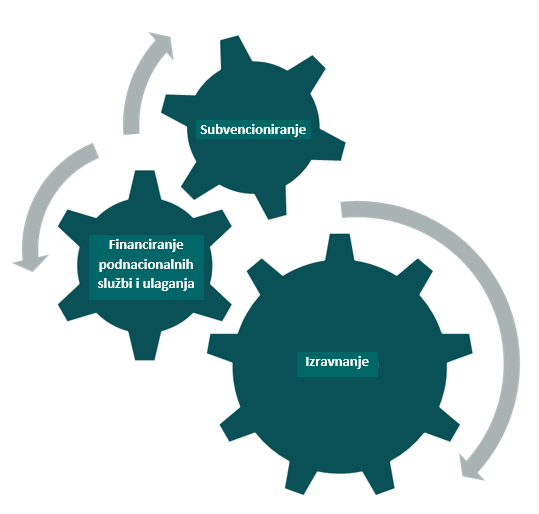 Subvencioniranje
Financiranje
podnacionalnih
službi i ulaganja
Izravnanje